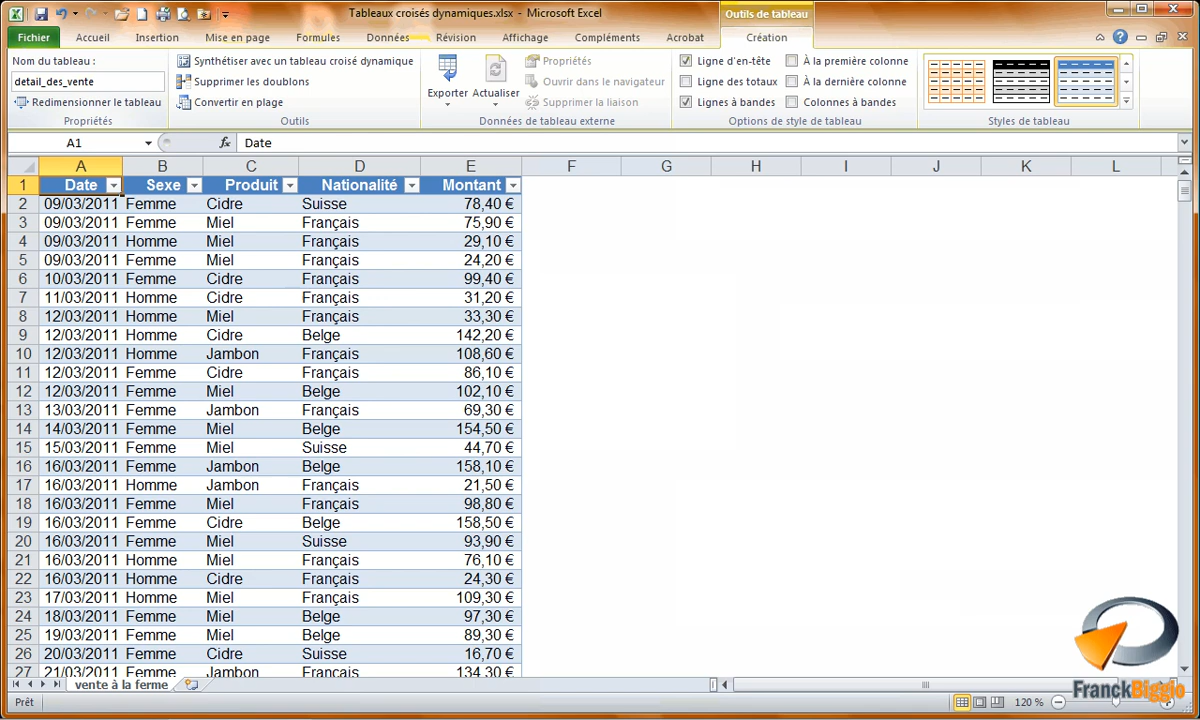 Tableaux croisés dynamiques.xlsx - Microsoft Excel
Outils de tableau
Fichier Accueil Insertion Mise en page Formules Données Révision Affichage Compléments Acrobat Création
Nom du tableau : Synthétiser avec un tableau croisé dynamique Propriétés Ligne d'en-tête À la première colonne
detail_des_vente Supprimer les doublons Exporter Actualiser Ouvrir dans le navigateur Ligne des totaux À la dernière colonne
Redimensionner le tableau Convertir en plage Supprimer la liaison Lignes à bandes Colonnes à bandes
Propriétés Outils Données de tableau externe Options de style de tableau Styles de tableau
A1 fx Date
A B C D E F G H I J K L
1 Date Sexe Produit Nationalité Montant
2 09/03/2011 Femme Cidre Suisse 78,40 €
3 09/03/2011 Femme Miel Français 75,90 €
4 09/03/2011 Homme Miel Français 29,10 €
5 09/03/2011 Femme Miel Français 24,20 €
6 10/03/2011 Femme Cidre Français 99,40 €
7 11/03/2011 Homme Cidre Français 31,20 €
8 12/03/2011 Homme Miel Français 33,30 €
9 12/03/2011 Homme Cidre Belge 142,20 €
10 12/03/2011 Homme Jambon Français 108,60 €
11 12/03/2011 Femme Cidre Français 86,10 €
12 12/03/2011 Femme Miel Belge 102,10 €
13 13/03/2011 Femme Jambon Français 69,30 €
14 14/03/2011 Femme Miel Belge 154,50 €
15 15/03/2011 Femme Miel Suisse 44,70 €
16 16/03/2011 Femme Jambon Belge 158,10 €
17 16/03/2011 Homme Jambon Français 21,50 €
18 16/03/2011 Femme Miel Français 98,80 €
19 16/03/2011 Femme Cidre Belge 158,50 €
20 16/03/2011 Femme Miel Suisse 93,90 €
21 16/03/2011 Homme Miel Français 76,10 €
22 16/03/2011 Homme Cidre Français 24,30 €
23 17/03/2011 Homme Miel Français 109,30 €
24 18/03/2011 Femme Miel Belge 97,30 €
25 19/03/2011 Femme Miel Belge 89,30 €
26 20/03/2011 Femme Cidre Suisse 16,70 €
27 21/03/2011 Femme Jambon Français 134,30 €
vente à la ferme
FranckBiggio
Prêt 120 %